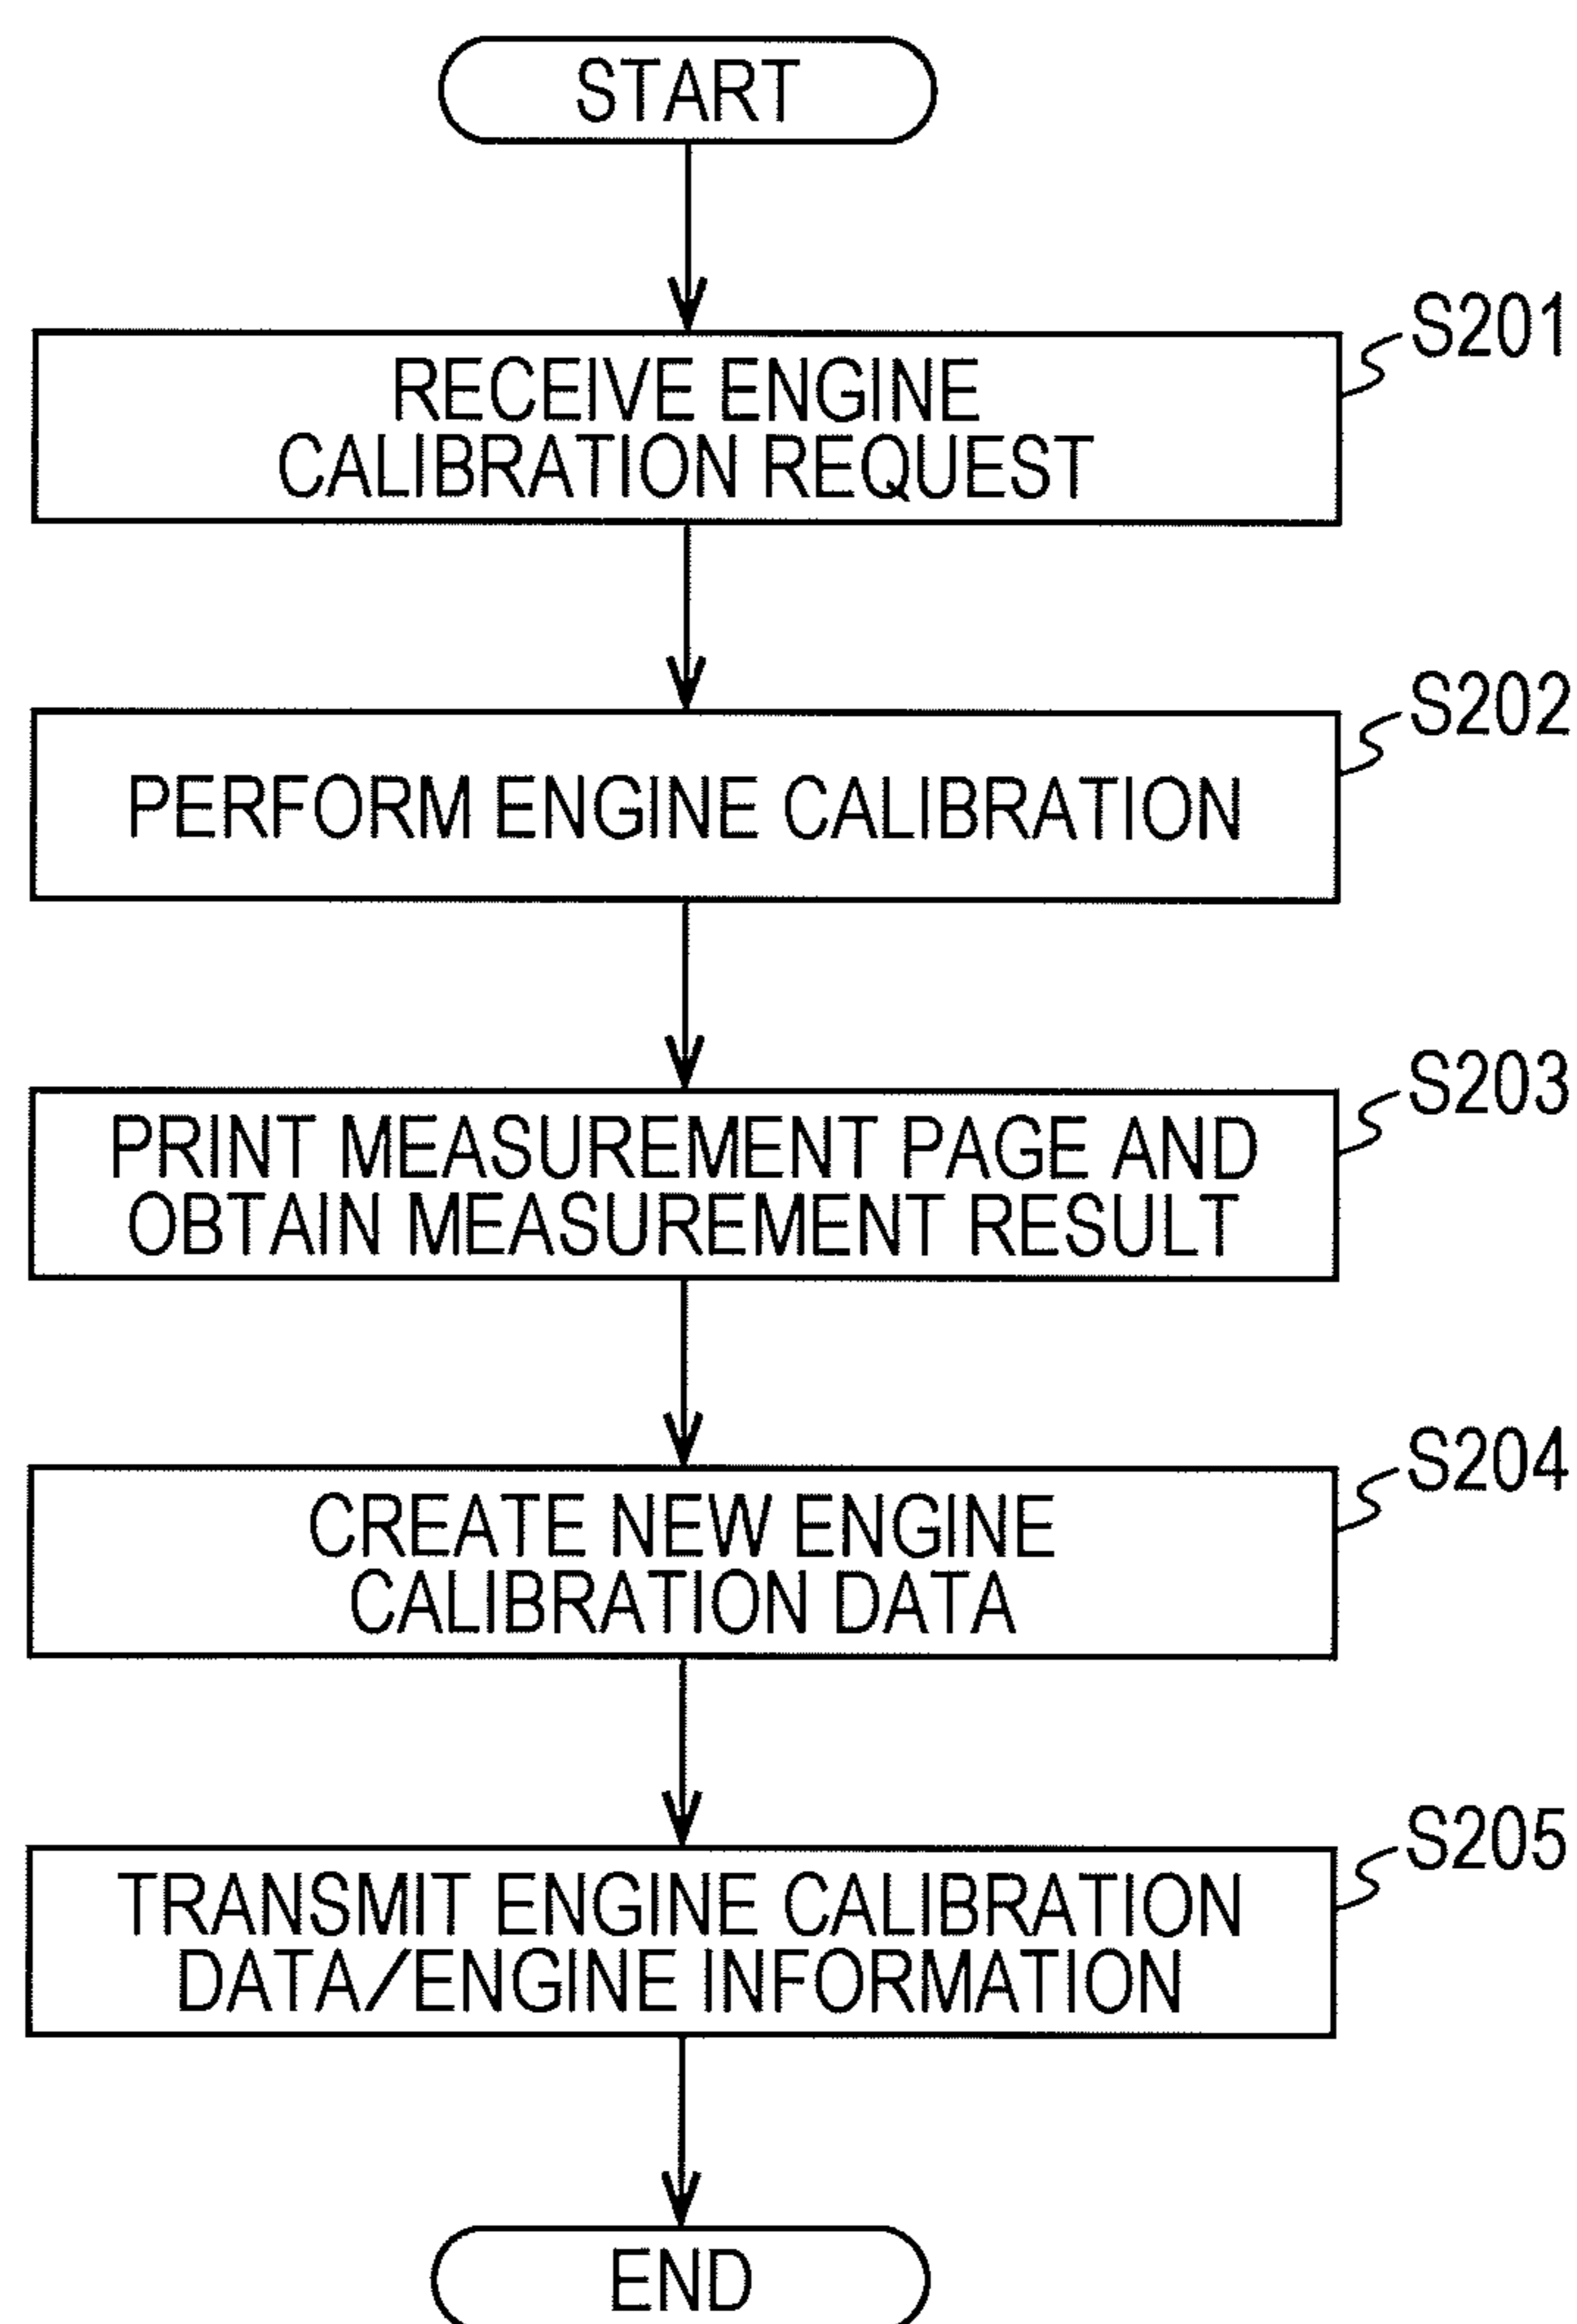 START
S201
RECEIVE ENGINE
CALIBRATION REQUEST
S202
PERFORM ENGINE CALIBRATION
S203
PRINT MEASUREMENT PAGE AND
OBTAIN MEASUREMENT RESULT
S204
CREATE NEW ENGINE
CALIBRATION DATA
S205
TRANSMIT ENGINE CALIBRATION
DATA/ENGINE INFORMATION
END